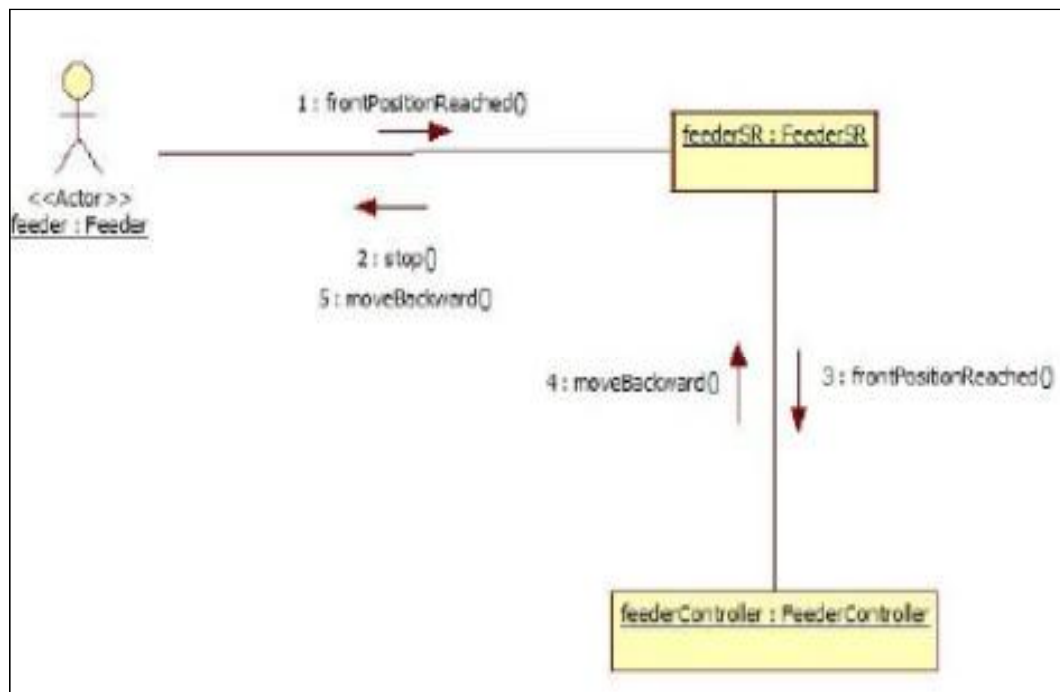 1 : frontPositionReached()
feederSR : FeederSR
<<Actor>>
feeder : Feeder
2 : stop()
5 : moveBackward()
4 : moveBackward()
3 : frontPositionReached()
feederController : FeederController